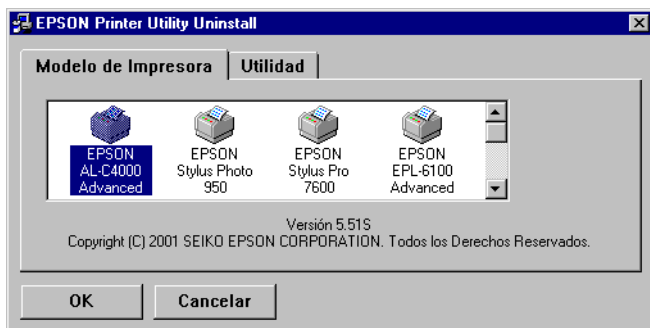 EPSON Printer Utility Uninstall
Modelo de Impresora
Utilidad
EPSON AL-C4000 Advanced
EPSON Stylus Photo 950
EPSON Stylus Pro 7600
EPSON EPL-6100 Advanced
Versión 5.51S
Copyright (C) 2001 SEIKO EPSON CORPORATION. Todos los Derechos Reservados.
OK
Cancelar